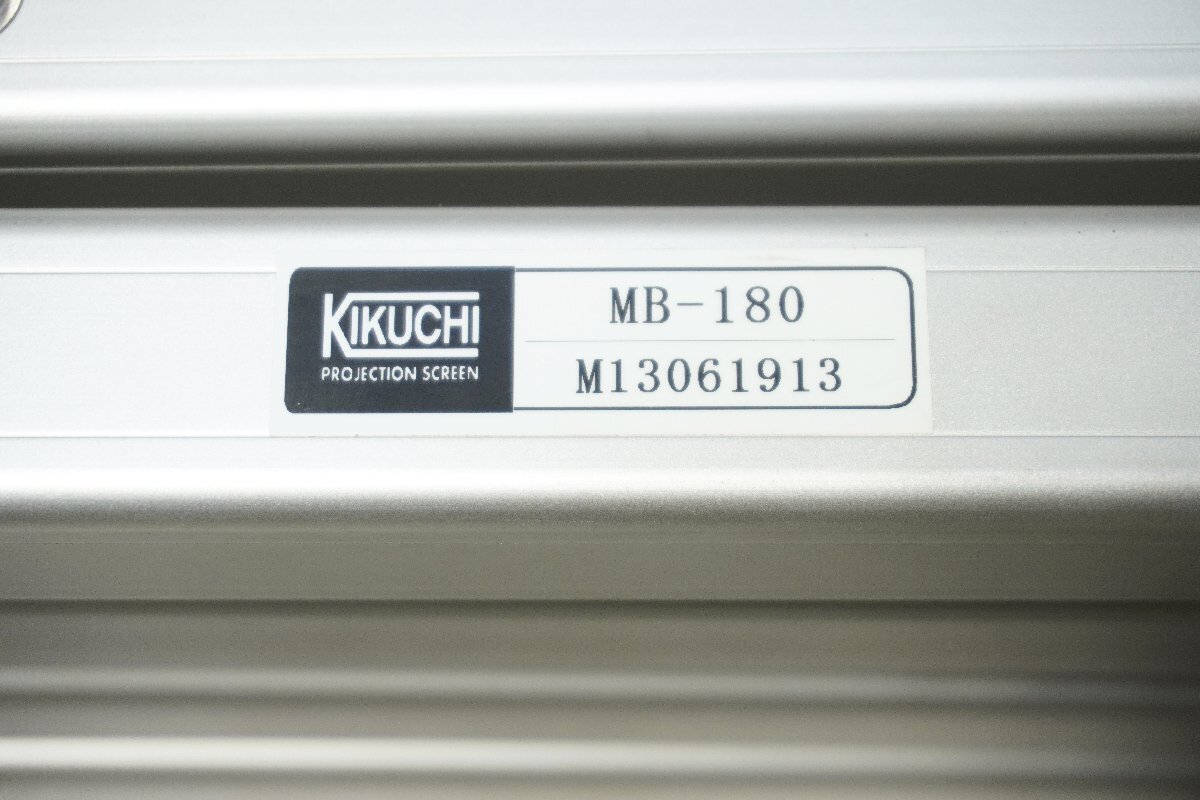 KIKUCHI
PROJECTION SCREEN
MB-180
M13061913